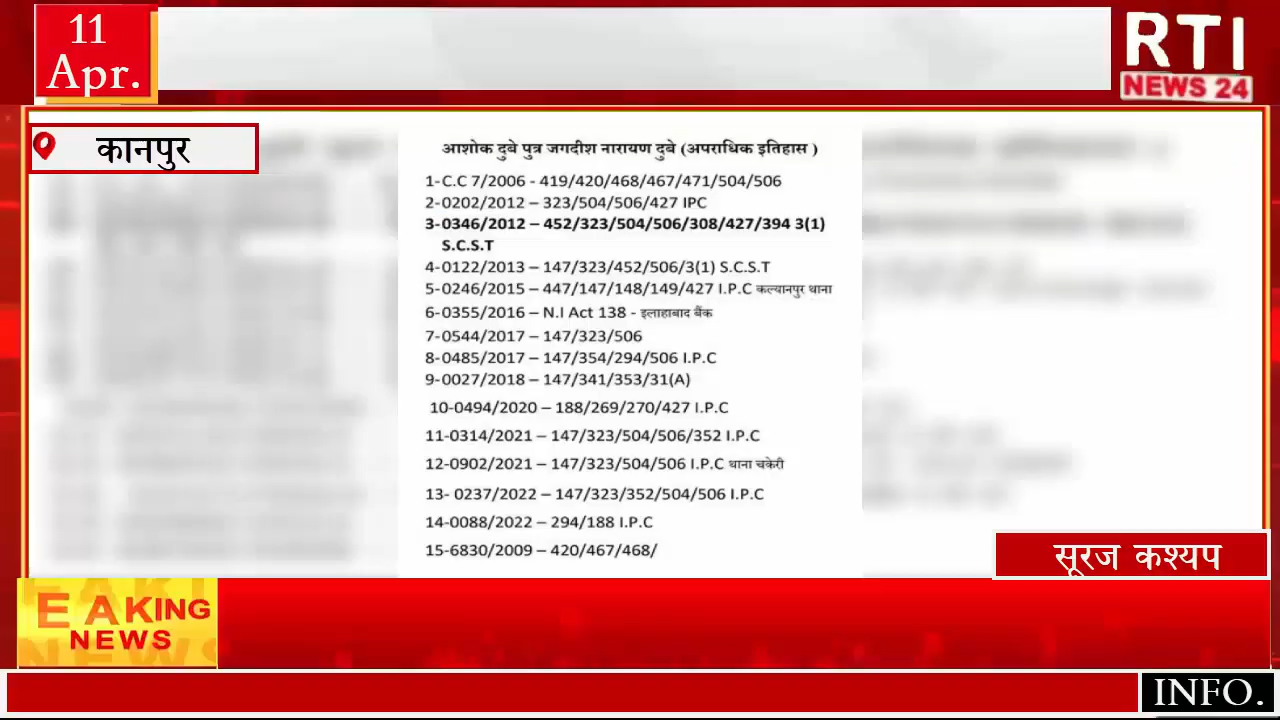 11
Apr.
RTI
NEWS 24
कानपुर
आशोक दुबे पुत्र जगदीश नारायण दुबे (अपराधिक इतिहास )
1-C.C 7/2006 - 419/420/468/467/471/504/506
2-0202/2012 – 323/504/506/427 IPC
3-0346/2012 – 452/323/504/506/308/427/394 3(1)
S.C.S.T
4-0122/2013 – 147/323/452/506/3(1) S.C.S.T
5-0246/2015 – 447/147/148/149/427 I.P.C कल्यानपुर थाना
6-0355/2016 – N.I Act 138 - इलाहाबाद बैंक
7-0544/2017 – 147/323/506
8-0485/2017 – 147/354/294/506 I.P.C
9-0027/2018 – 147/341/353/31(A)
10-0494/2020 – 188/269/270/427 I.P.C
11-0314/2021 – 147/323/504/506/352 I.P.C
12-0902/2021 – 147/323/504/506 I.P.C थाना चकेरी
13- 0237/2022 – 147/323/352/504/506 I.P.C
14-0088/2022 – 294/188 I.P.C
15-6830/2009 – 420/467/468/
सूरज कश्यप
EAKING
NEWS
INFO.